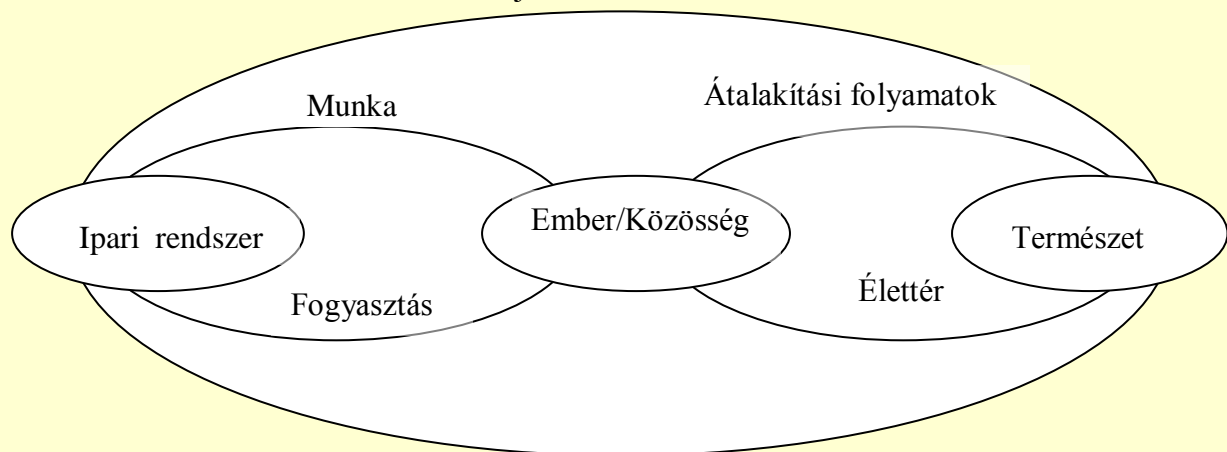 Munka
Átalakítási folyamatok
Ipari rendszer
Ember/Közösség
Természet
Fogyasztás
Élettér